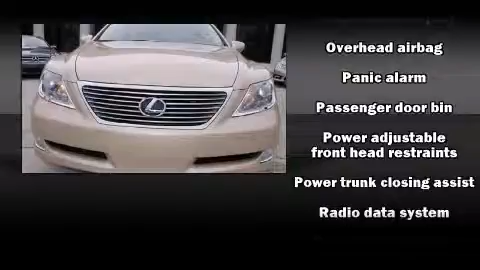 Overhead airbag
Panic alarm
Passenger door bin
Power adjustable
front head restraints
Power trunk closing assist
Radio data system